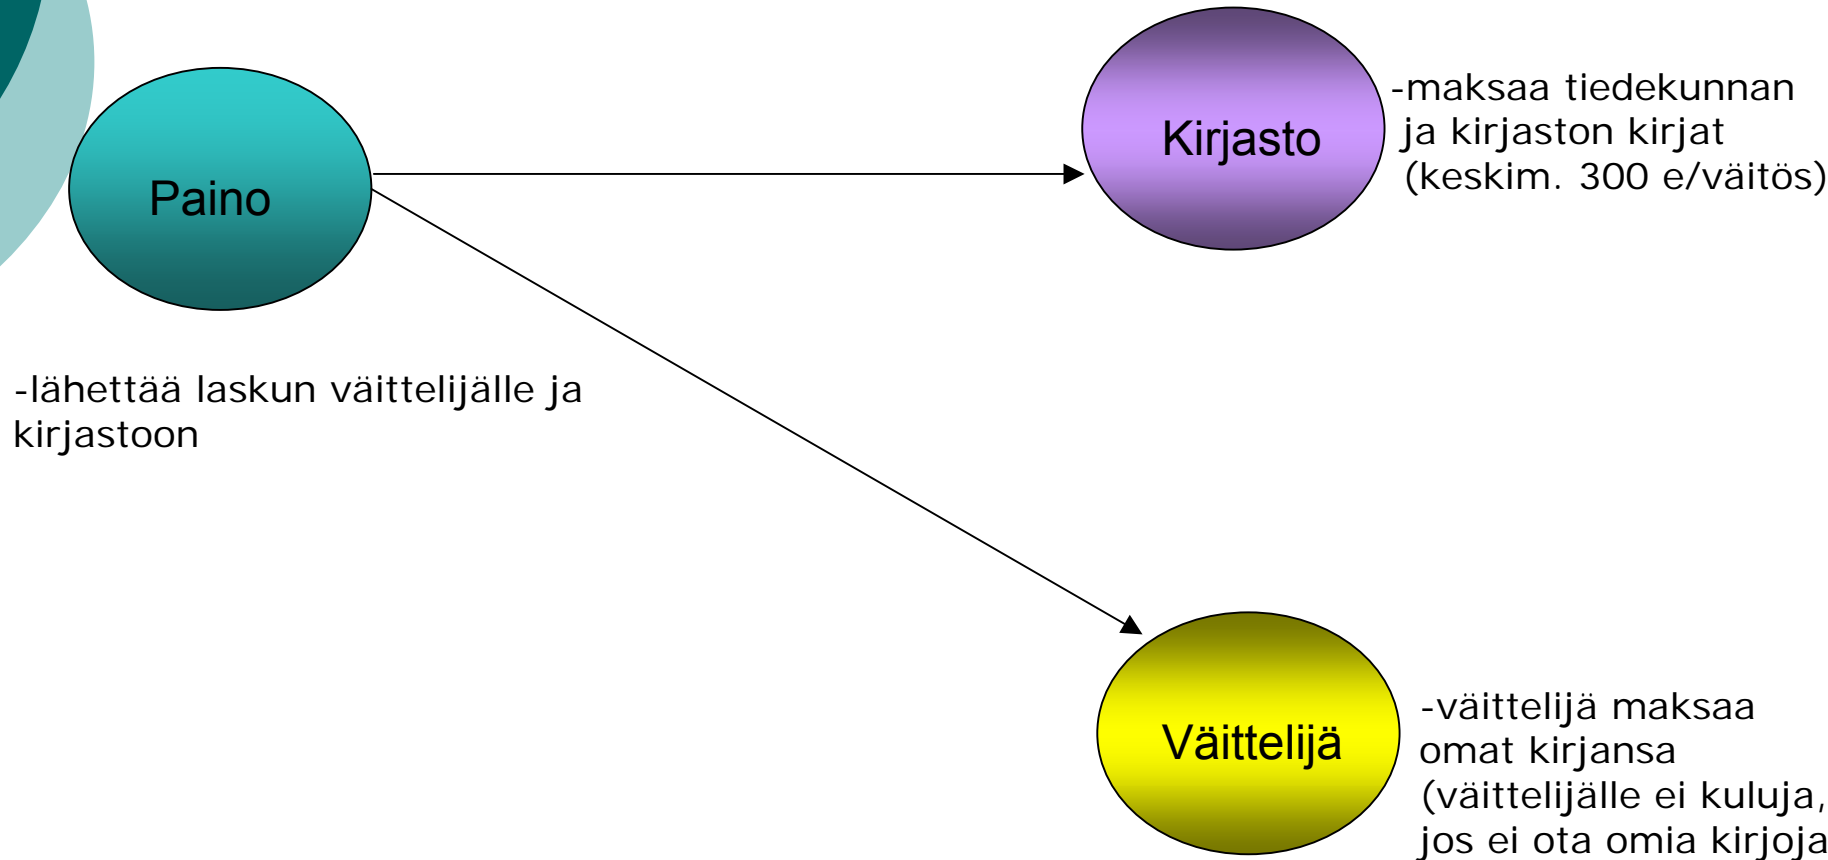 Paino
-lähettää laskun väittelijälle ja
kirjastoon
Kirjasto
-maksaa tiedekunnan
ja kirjaston kirjat
(keskim. 300 e/väitös)
Väittelijä
-väittelijä maksaa
omat kirjansa
(väittelijälle ei kuluja,
jos ei ota omia kirjoja